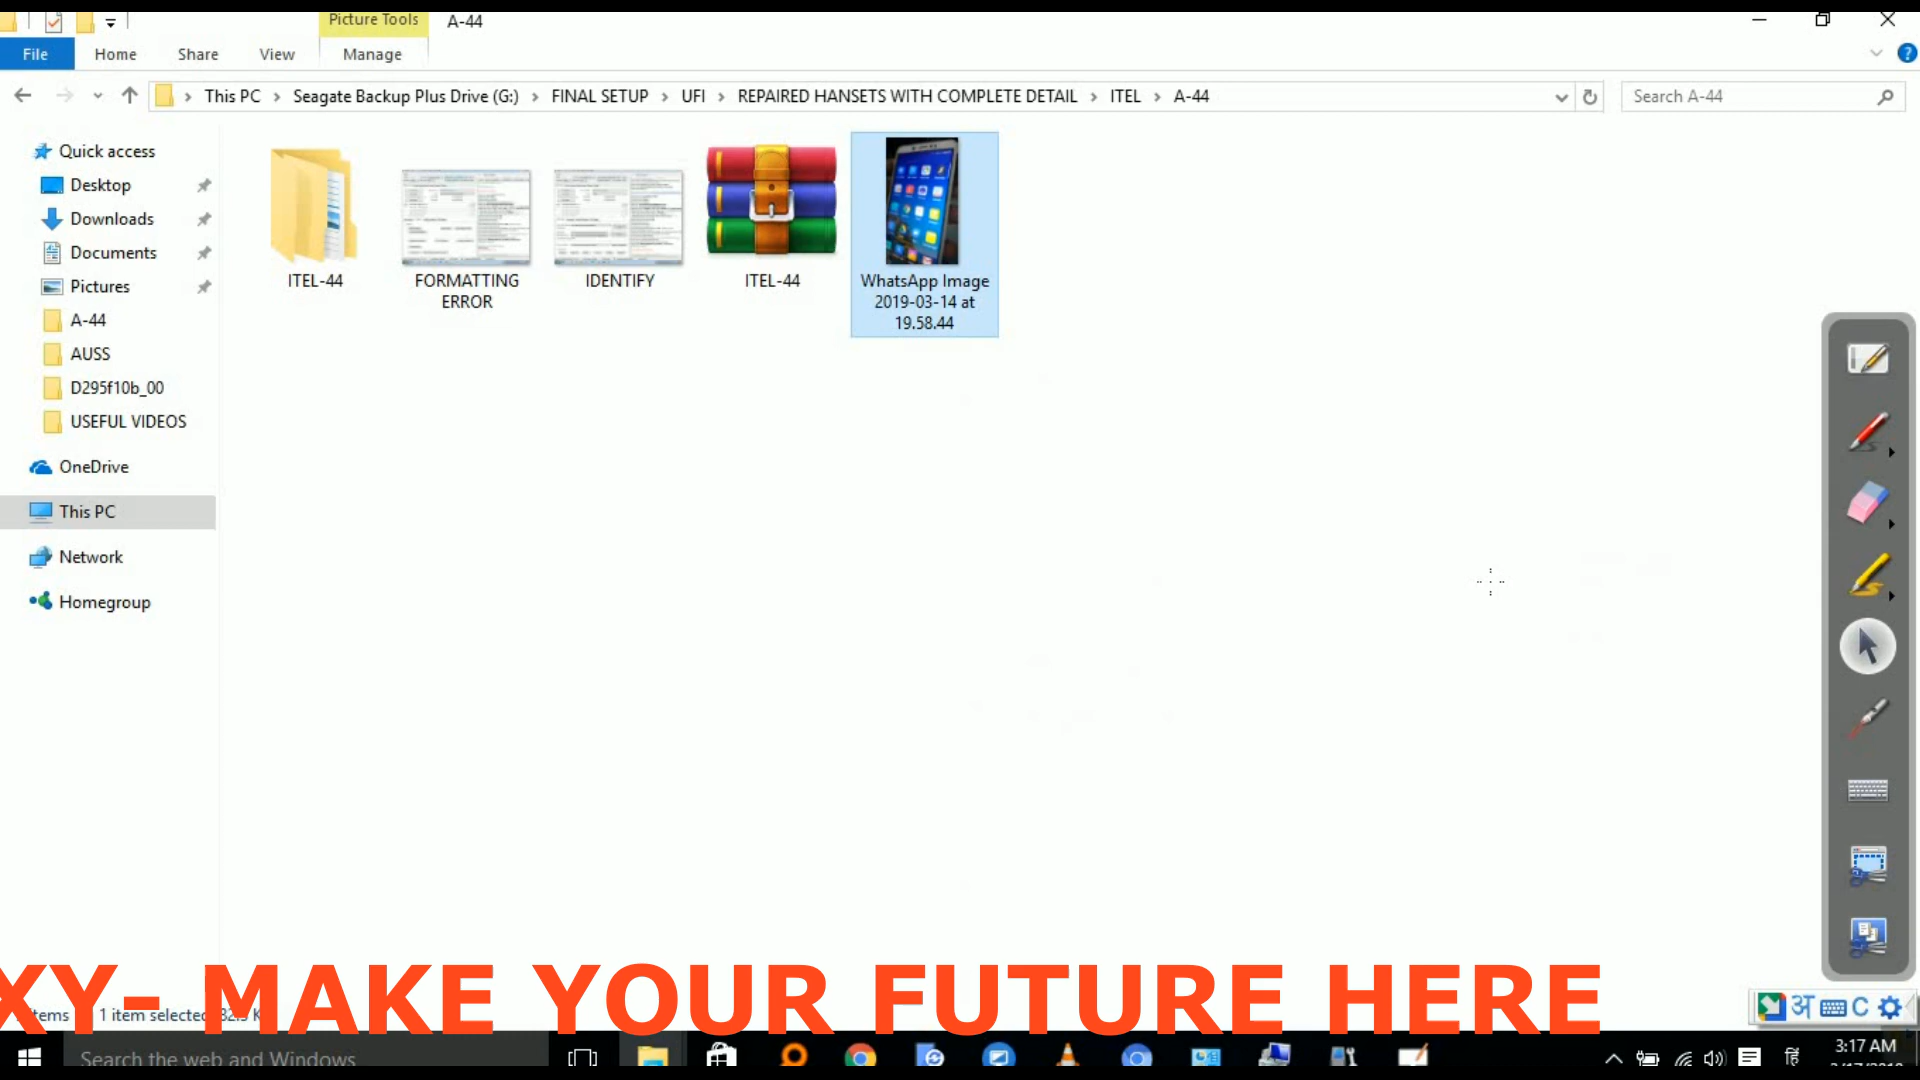 Picture Tools
A-44
File
Home
Share
View
Manage
This PC
Seagate Backup Plus Drive (G:)
FINAL SETUP
UFI
REPAIRED HANSETS WITH COMPLETE DETAIL
ITEL
A-44
Search A-44
Quick access
Desktop
Downloads
Documents
Pictures
A-44
AUSS
D295f10b_00
USEFUL VIDEOS
OneDrive
This PC
Network
Homegroup
ITEL-44
FORMATTING
ERROR
IDENTIFY
ITEL-44
WhatsApp Image
2019-03-14 at
19.58.44
XY- MAKE YOUR FUTURE HERE
1 item selected
अ
C
Search the web and Windows
हिं
3:17 AM